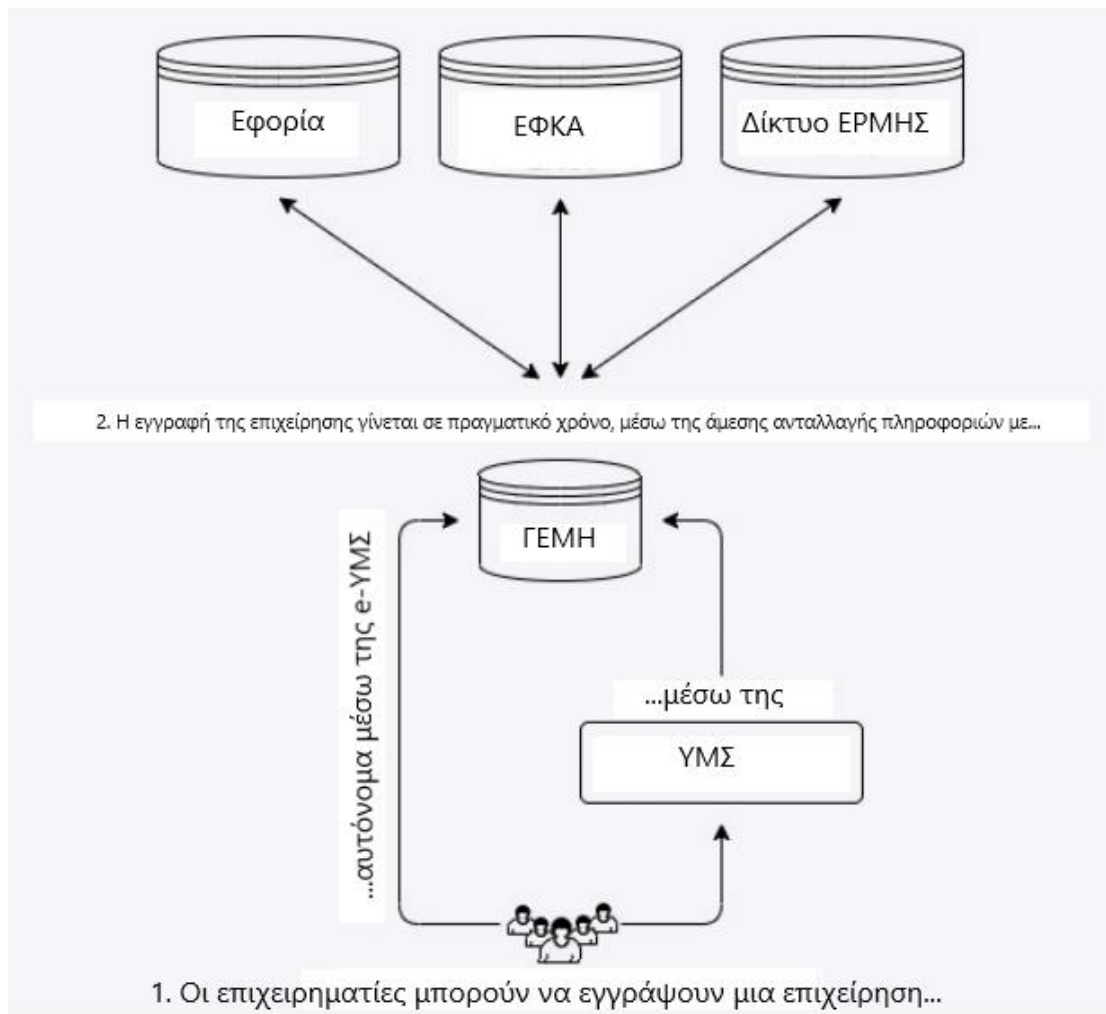 Εφορία
ΕΦΚΑ
Δίκτυο ΕΡΜΗΣ
2. Η εγγραφή της επιχείρησης γίνεται σε πραγματικό χρόνο, μέσω της άμεσης ανταλλαγής πληροφοριών με...
ΓΕΜΗ
...αυτόνομα μέσω της e-ΥΜΣ
...μέσω της
ΥΜΣ
1. Οι επιχειρηματίες μπορούν να εγγράψουν μια επιχείρηση...